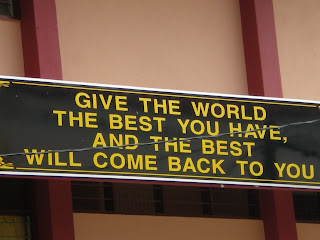 GIVE THE WORLD
THE BEST YOU HAVE,
AND THE BEST
WILL COME BACK TO YOU